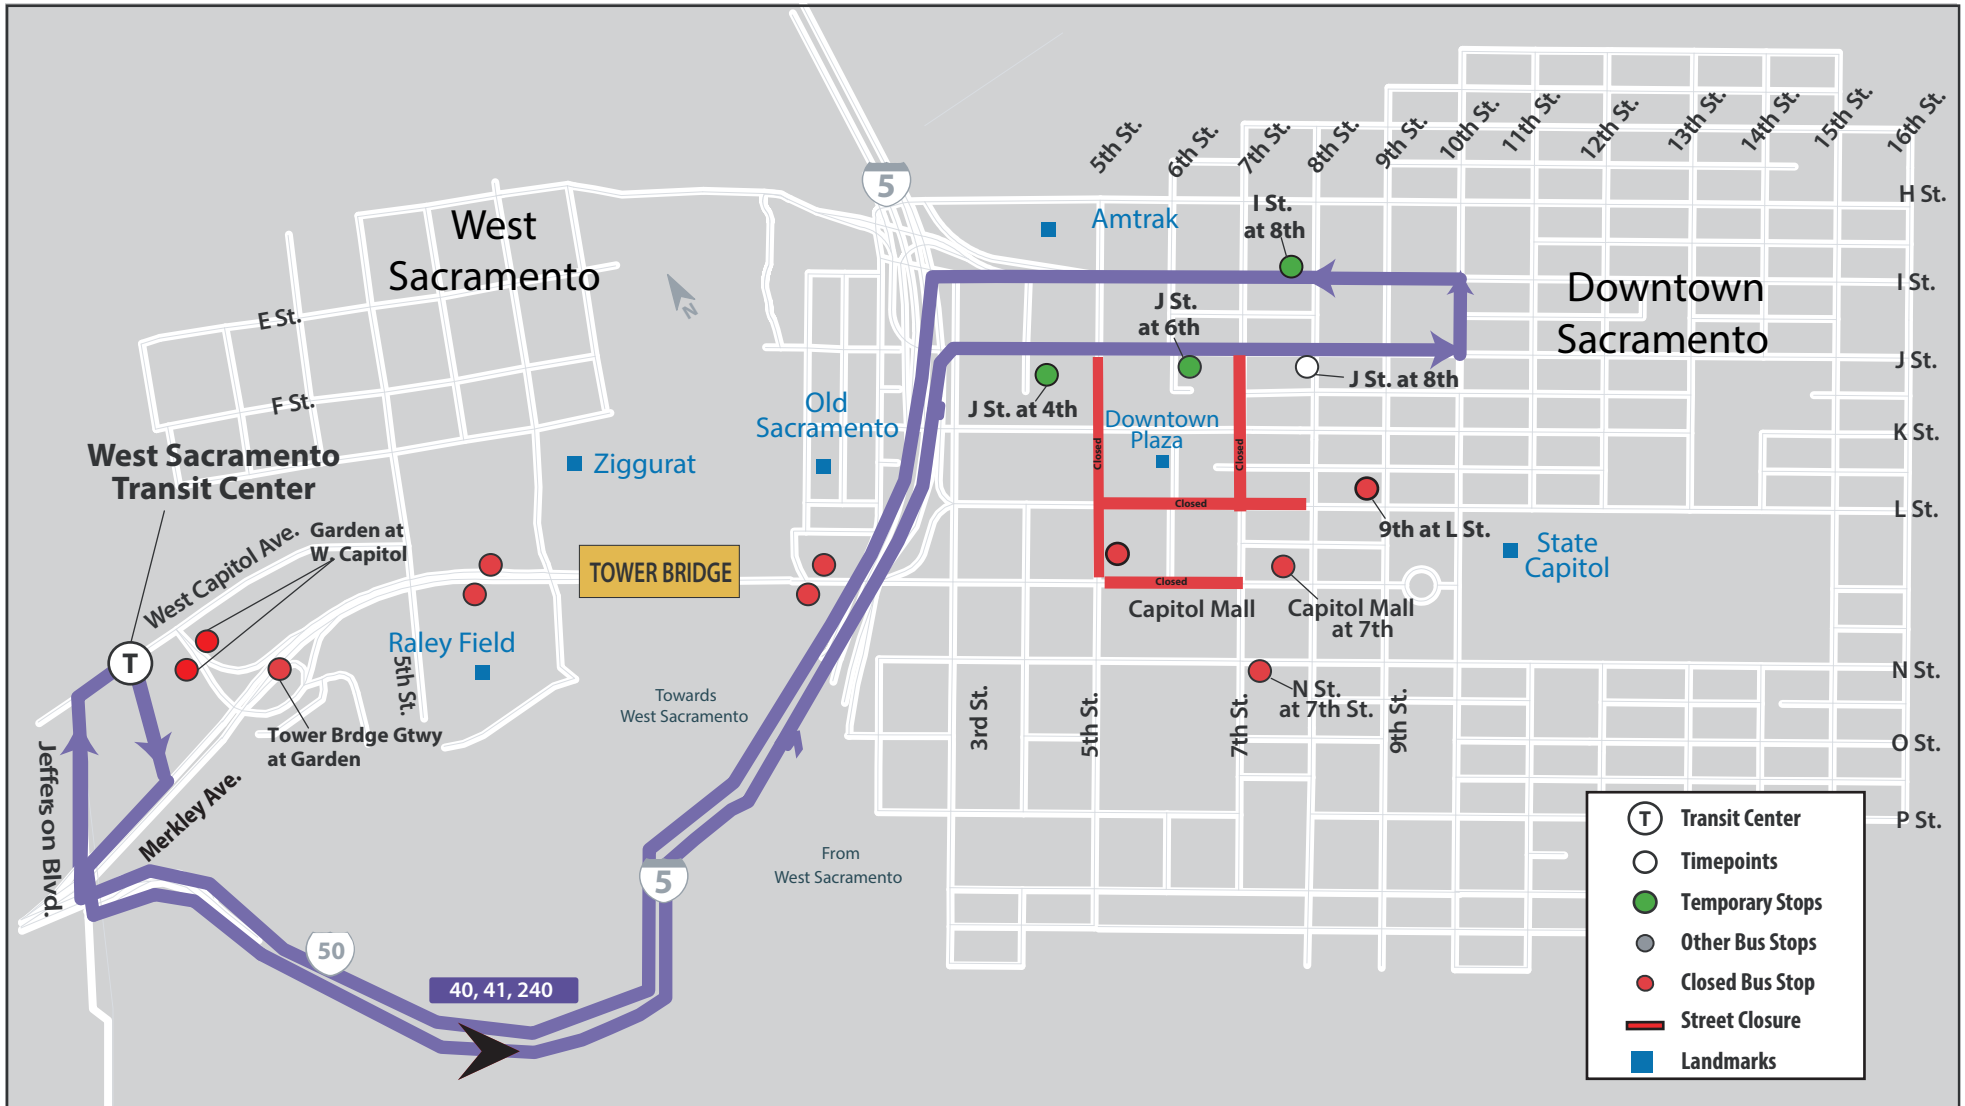 5th St.
6th St.
7th St.
8th St.
9th St.
10th St.
11th St.
12th St.
13th St.
14th St.
15th St.
16th St.
5
H St.
I St.
J St.
K St.
L St.
N St.
O St.
P St.
West
Sacramento
Amtrak
I St.
at 8th
Downtown
Sacramento
N
E St.
F St.
J St.
at 6th
J St. at 8th
J St. at 4th
Old
Sacramento
Downtown
Plaza
Closed
Closed
Closed
Closed
West Sacramento
Transit Center
Ziggurat
Garden at
W. Capitol
West Capitol Ave.
TOWER BRIDGE
9th at L St.
State
Capitol
Capitol Mall
Capitol Mall
at 7th
T
Raley Field
5th St.
Tower Brdge Gtwy
at Garden
Towards
West Sacramento
N St.
at 7th St.
3rd St.
5th St.
7th St.
9th St.
Jefferson Blvd.
Merkley Ave.
From
West Sacramento
5
50
40, 41, 240
T
Transit Center
Timepoints
Temporary Stops
Other Bus Stops
Closed Bus Stop
Street Closure
Landmarks